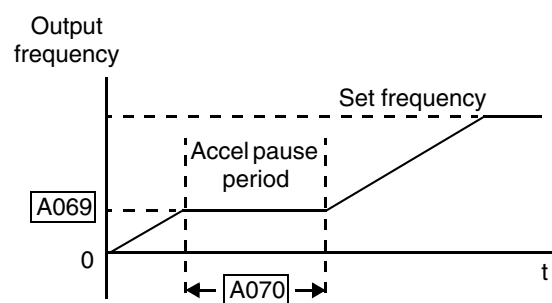 Output
frequency
Set frequency
Accel pause
period
A069
0
t
A070